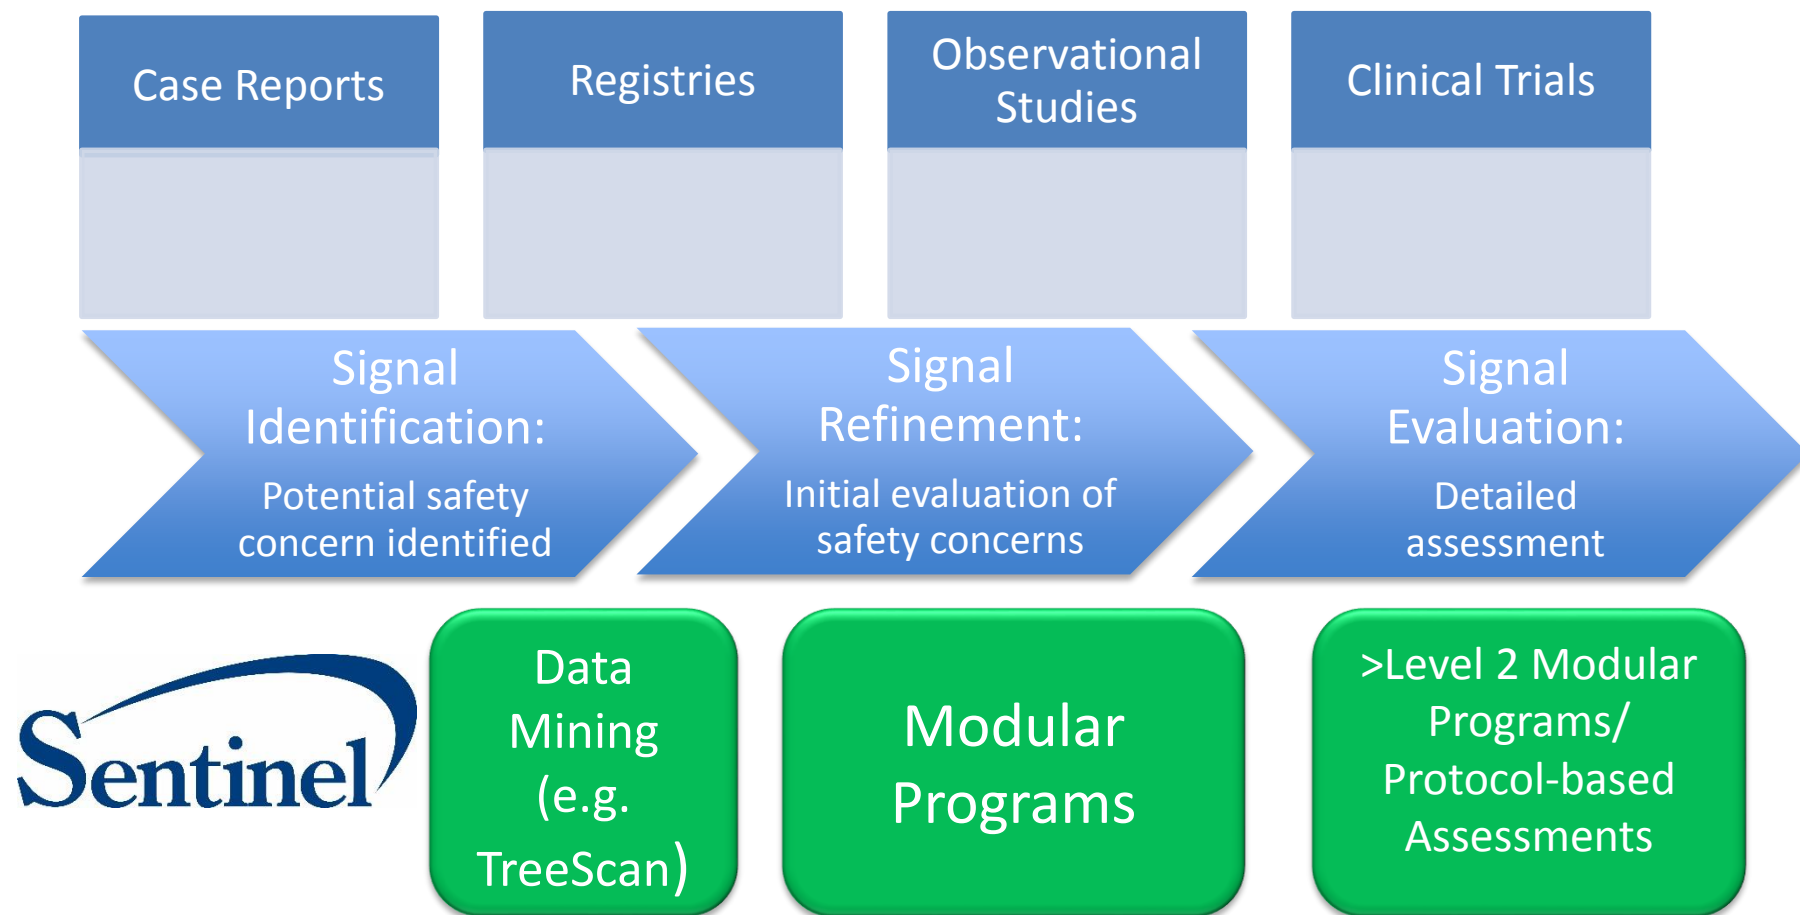 Case Reports
Registries
Observational
Studies
Clinical Trials
Signal
Identification:
Potential safety
concern identified
Signal
Refinement:
Initial evaluation of
safety concerns
Signal
Evaluation:
Detailed
assessment
Sentinel
Data
Mining
(e.g.
TreeScan)
Modular
Programs
>Level 2 Modular
Programs/
Protocol-based
Assessments